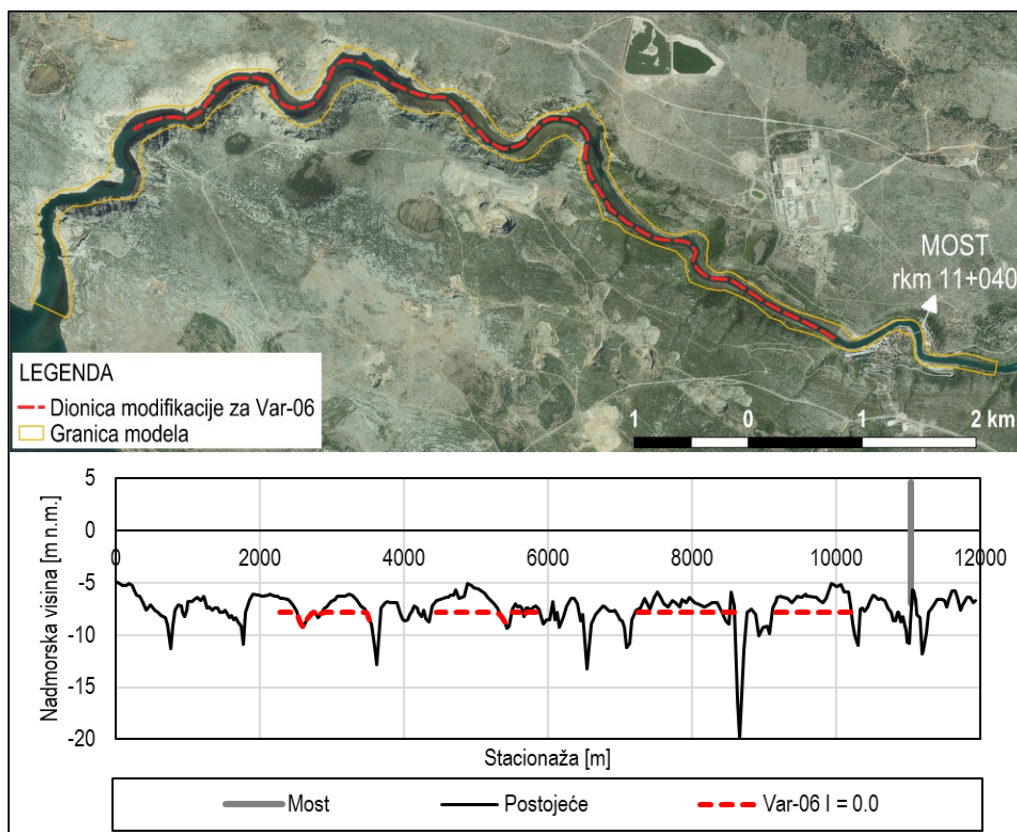 MOST
rkm 11+040
LEGENDA
Dionica modifikacije za Var-06
Granica modela
1 0 1 2 km
Nadmorska visina [m n.m.]
5
0
-5
-10
-15
-20
0 2000 4000 6000 8000 10000 12000
Stacionaža [m]
Most Postojeće Var-06 I = 0.0